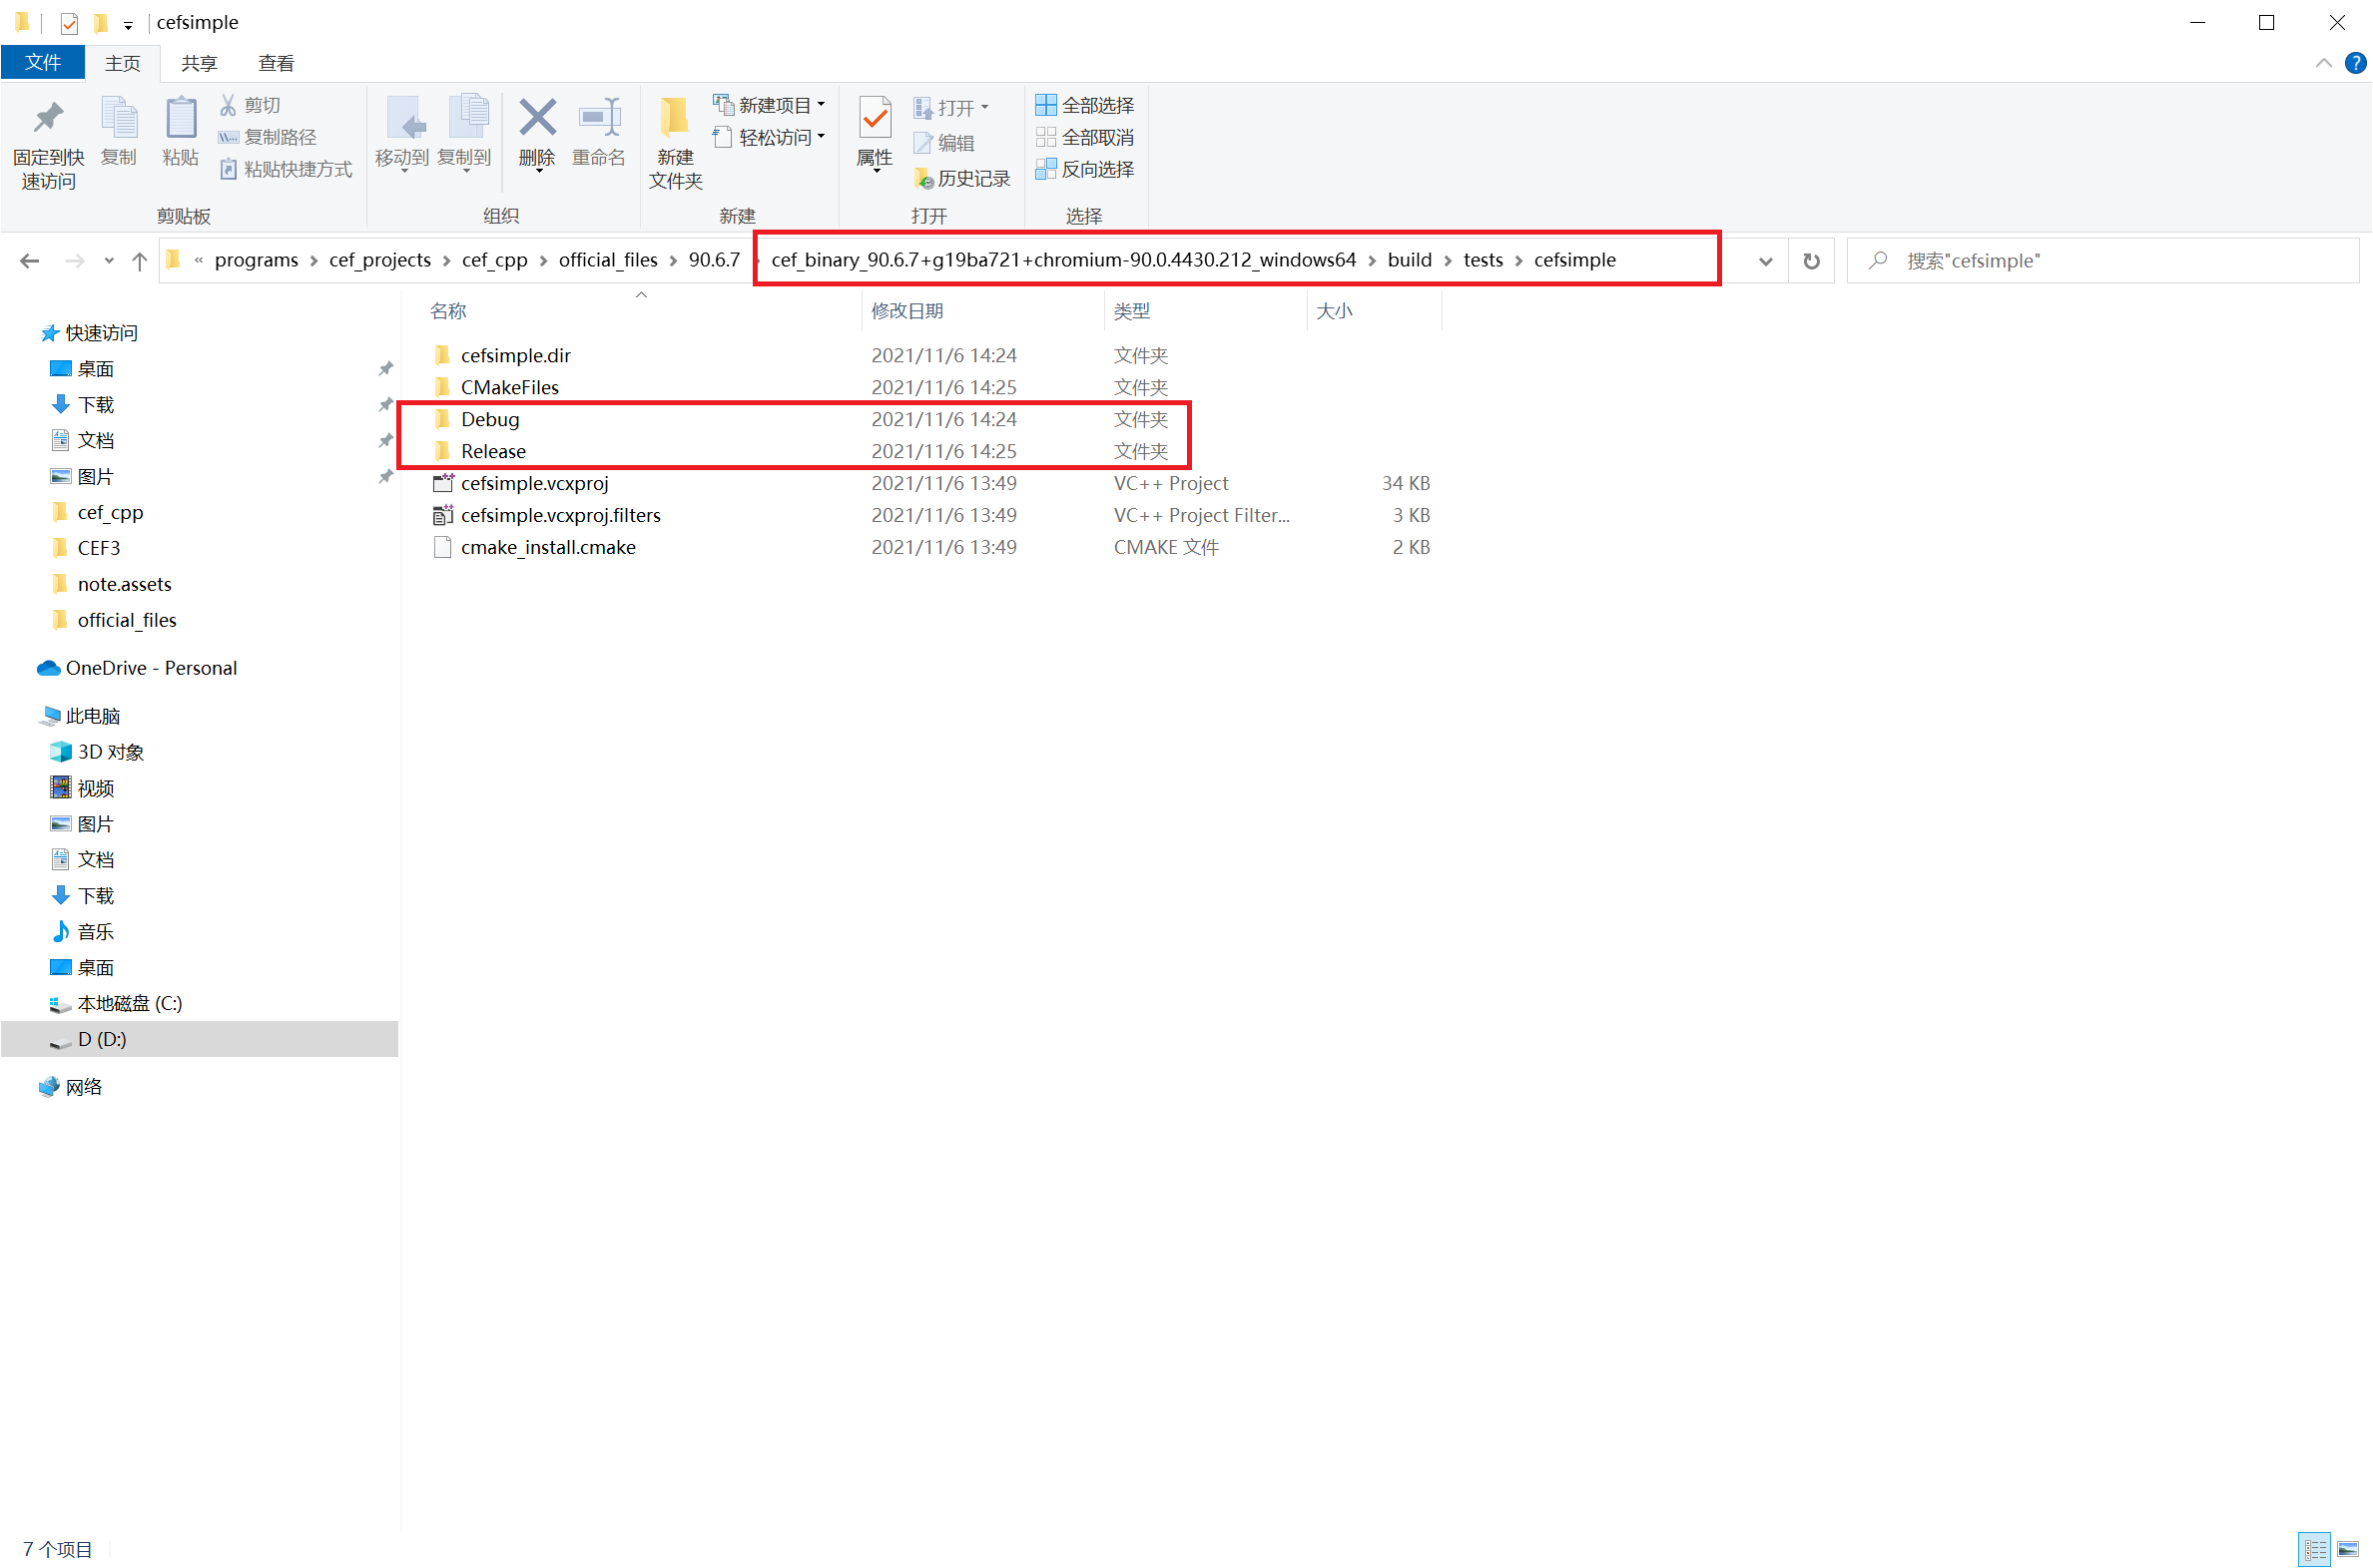 cefsimple
文件 主页 共享 查看
固定到快速访问 复制 粘贴 剪切 复制路径 粘贴快捷方式 移动到 复制到 删除 重命名 新建文件夹 新建项目 轻松访问 属性 打开 编辑 历史记录 全部选择 全部取消 反向选择
剪贴板 组织 新建 打开 选择
« programs > cef_projects > cef_cpp > official_files > 90.6.7 > cef_binary_90.6.7+g19ba721+chromium-90.0.4430.212_windows64 > build > tests > cefsimple 搜索"cefsimple"
名称 修改日期 类型 大小
cefsimple.dir 2021/11/6 14:24 文件夹
CMakeFiles 2021/11/6 14:25 文件夹
Debug 2021/11/6 14:24 文件夹
Release 2021/11/6 14:25 文件夹
cefsimple.vcxproj 2021/11/6 13:49 VC++ Project 34 KB
cefsimple.vcxproj.filters 2021/11/6 13:49 VC++ Project Filter... 3 KB
cmake_install.cmake 2021/11/6 13:49 CMAKE 文件 2 KB
快速访问
桌面
下载
文档
图片
cef_cpp
CEF3
note.assets
official_files
OneDrive - Personal
此电脑
3D 对象
视频
图片
文档
下载
音乐
桌面
本地磁盘 (C:)
D (D:)
网络
7 个项目